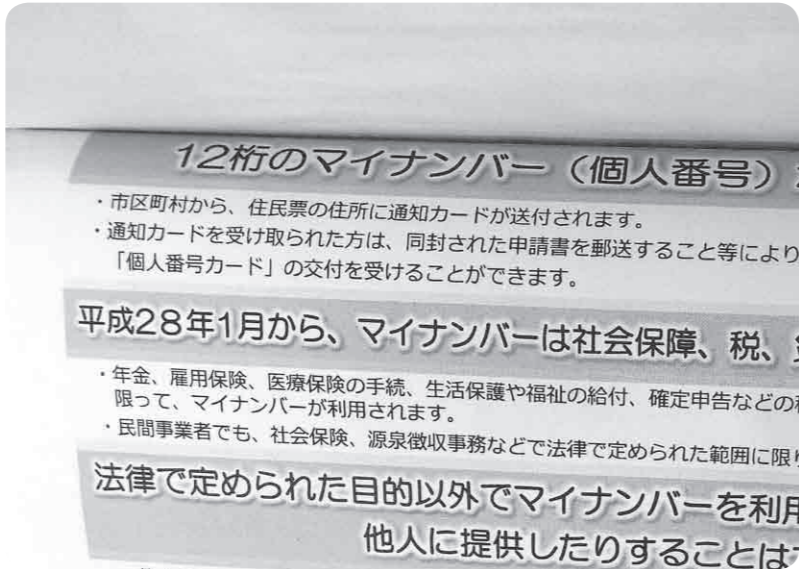 12桁のマイナンバー（個人番号）
・市区町村から、住民票の住所に通知カードが送付されます。
・通知カードを受け取られた方は、同封された申請書を郵送すること等により
「個人番号カード」の交付を受けることができます。
平成28年1月から、マイナンバーは社会保障、税、
・年金、雇用保険、医療保険の手続、生活保護や福祉の給付、確定申告などの
限って、マイナンバーが利用されます。
・民間事業者でも、社会保険、源泉徴収事務などで法律で定められた範囲に限
法律で定められた目的以外でマイナンバーを利用
他人に提供したりすることは